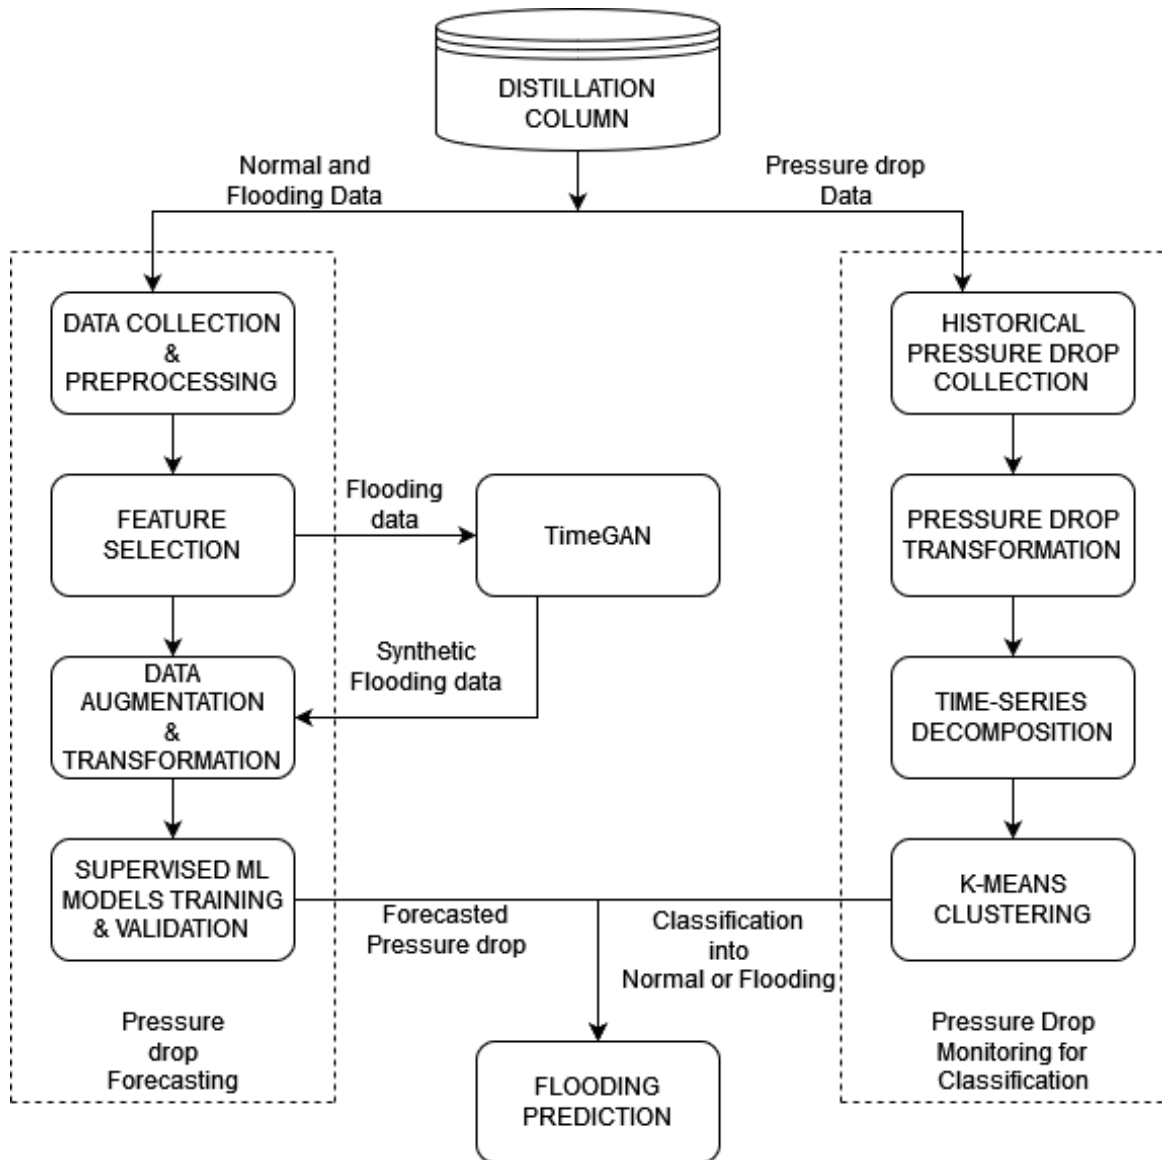 DISTILLATION
COLUMN
Normal and
Flooding Data
Pressure drop
Data
DATA COLLECTION
&
PREPROCESSING
HISTORICAL
PRESSURE DROP
COLLECTION
FEATURE
SELECTION
Flooding
data
TimeGAN
PRESSURE DROP
TRANSFORMATION
Synthetic
Flooding data
DATA
AUGMENTATION
&
TRANSFORMATION
TIME-SERIES
DECOMPOSITION
SUPERVISED ML
MODELS TRAINING
& VALIDATION
Forecasted
Pressure drop
Classification
into
Normal or Flooding
K-MEANS
CLUSTERING
Pressure
drop
Forecasting
FLOODING
PREDICTION
Pressure Drop
Monitoring for
Classification